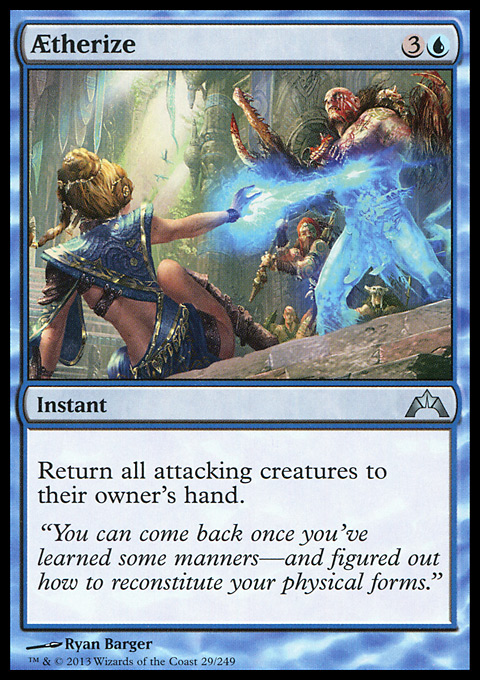 Ætherize 3
Instant
Return all attacking creatures to
their owner's hand.
“You can come back once you've
learned some manners—and figured out
how to reconstitute your physical forms.”
Ryan Barger
™ & © 2013 Wizards of the Coast 29/249